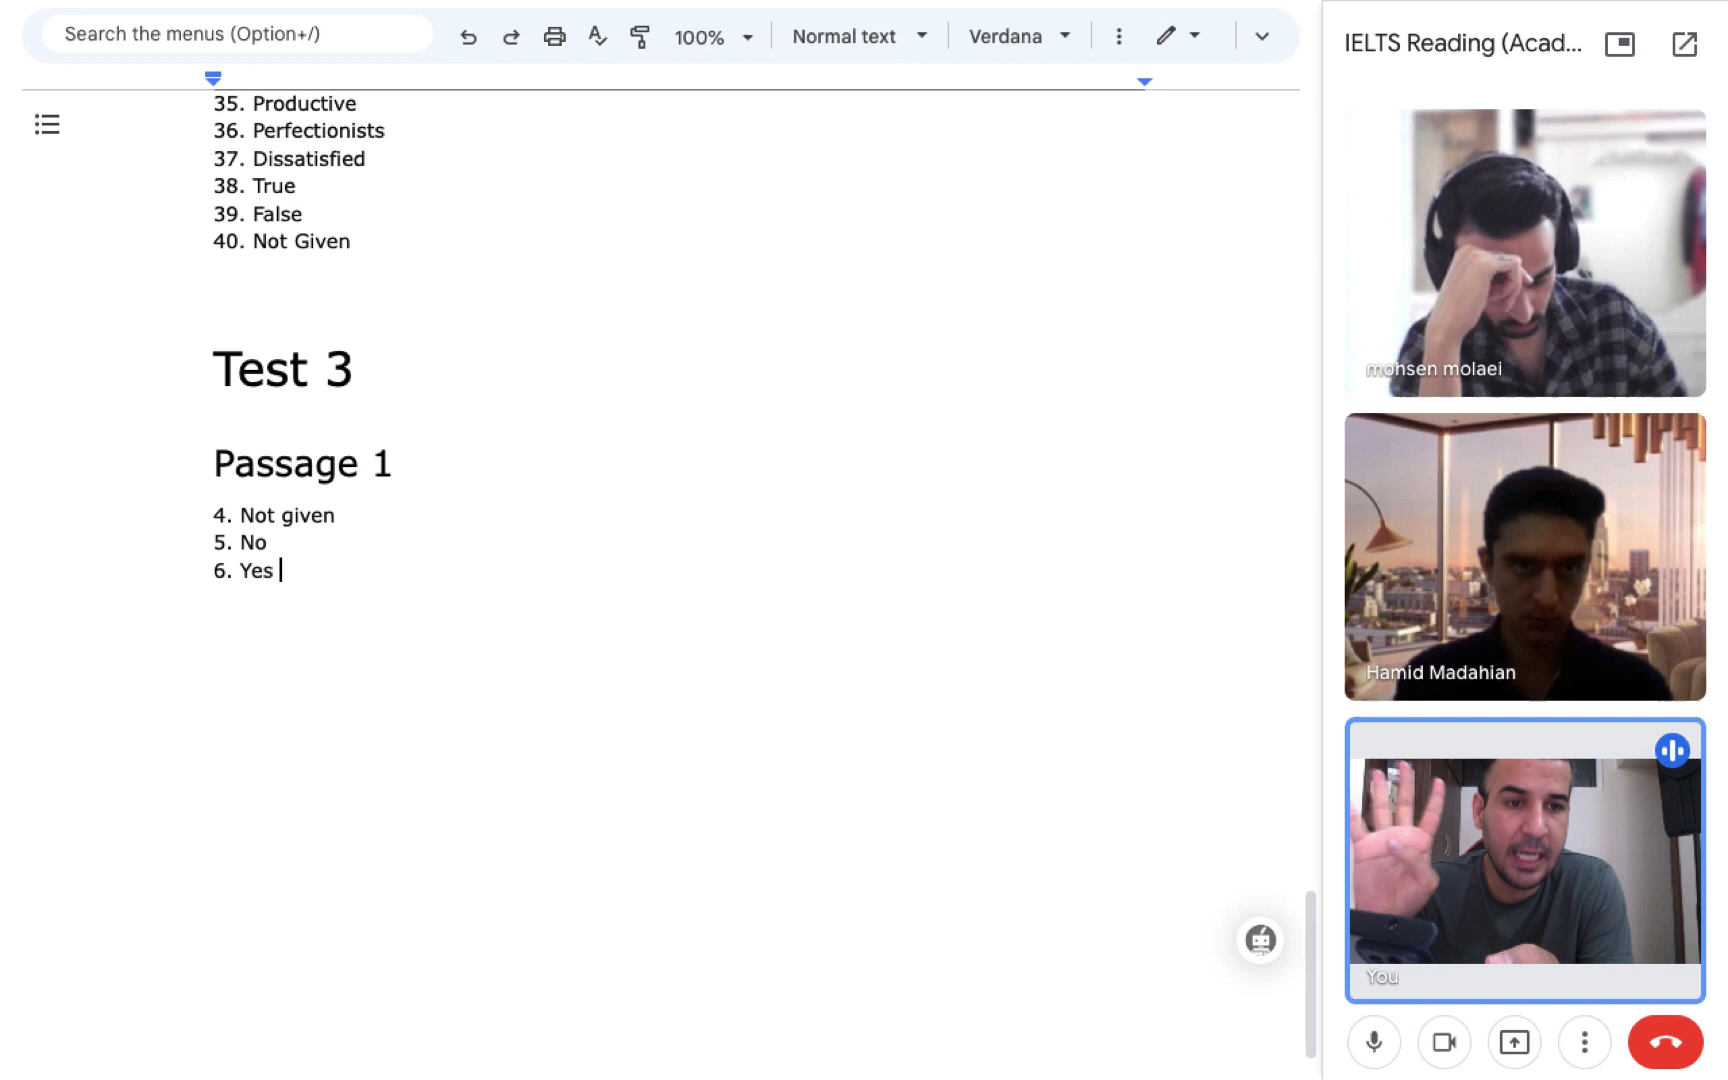 Search the menus (Option+/)
100%
Normal text
Verdana
35. Productive
36. Perfectionists
37. Dissatisfied
38. True
39. False
40. Not Given
Test 3
Passage 1
4. Not given
5. No
6. Yes
IELTS Reading (Acad...
mohsen molaei
Hamid Madahian
You